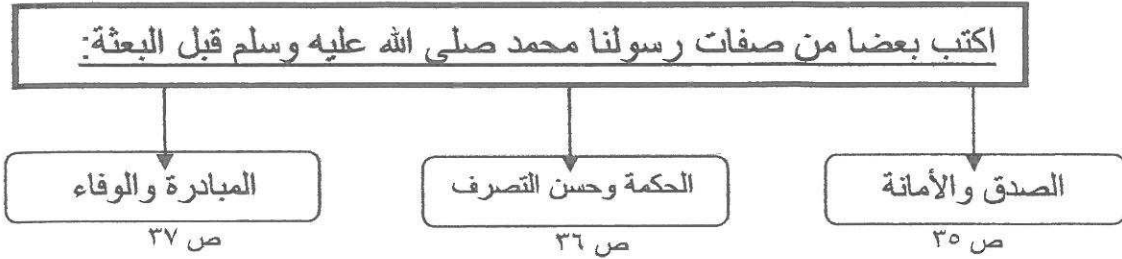 اكتب بعضا من صفات رسولنا محمد صلى الله عليه وسلم قبل البعثة:
الصدق والأمانة
ص ٣٥
الحكمة وحسن التصرف
ص ٣٦
المبادرة والوفاء
ص ٣٧